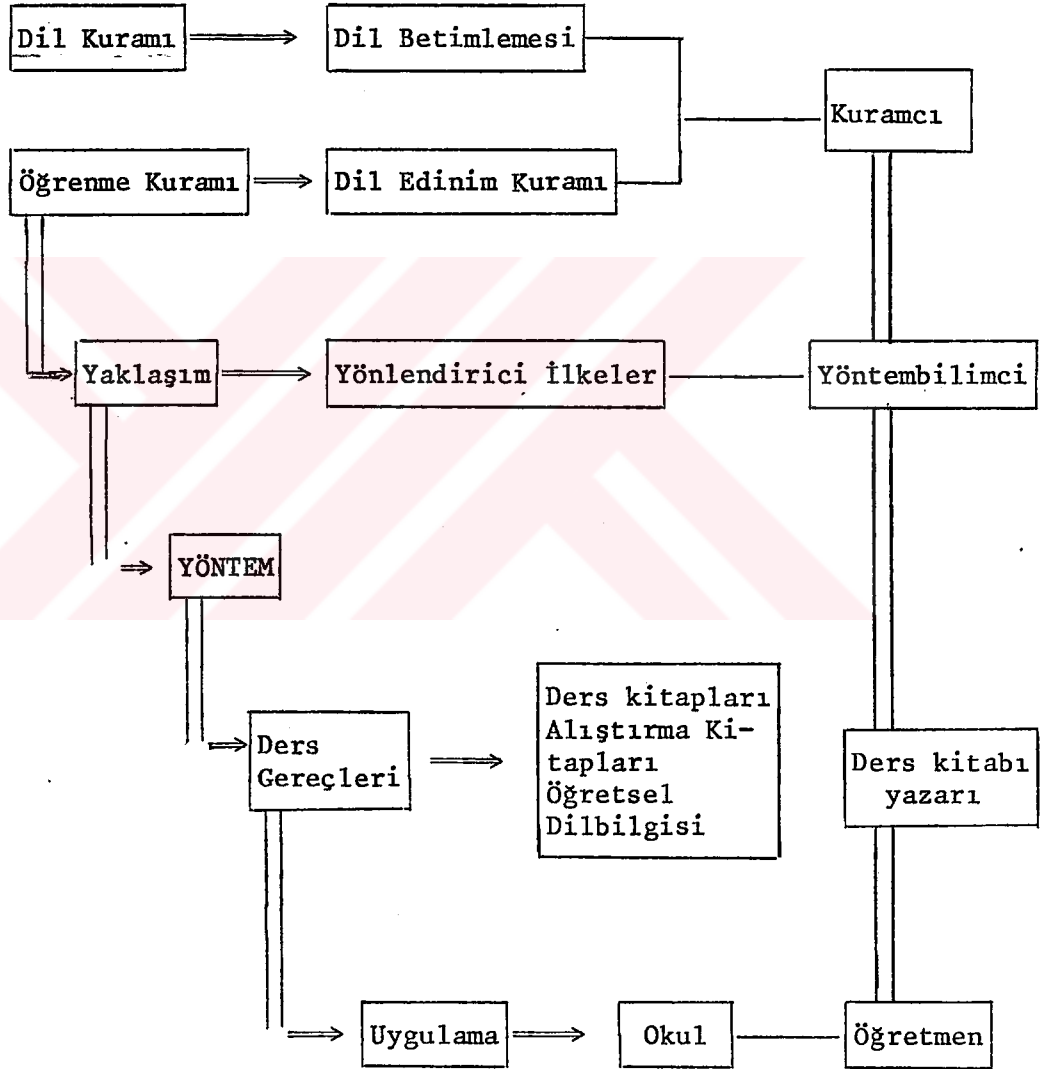 Dil Kuramı
Dil Betimlemesi
Kuramcı
Öğrenme Kuramı
Dil Edinim Kuramı
Yaklaşım
Yönlendirici İlkeler
Yöntembilimci
YÖNTEM
Ders
Gereçleri
Ders kitapları
Alıştırma Ki-
tapları
Öğretsel
Dilbilgisi
Ders kitabı
yazarı
Uygulama
Okul
Öğretmen